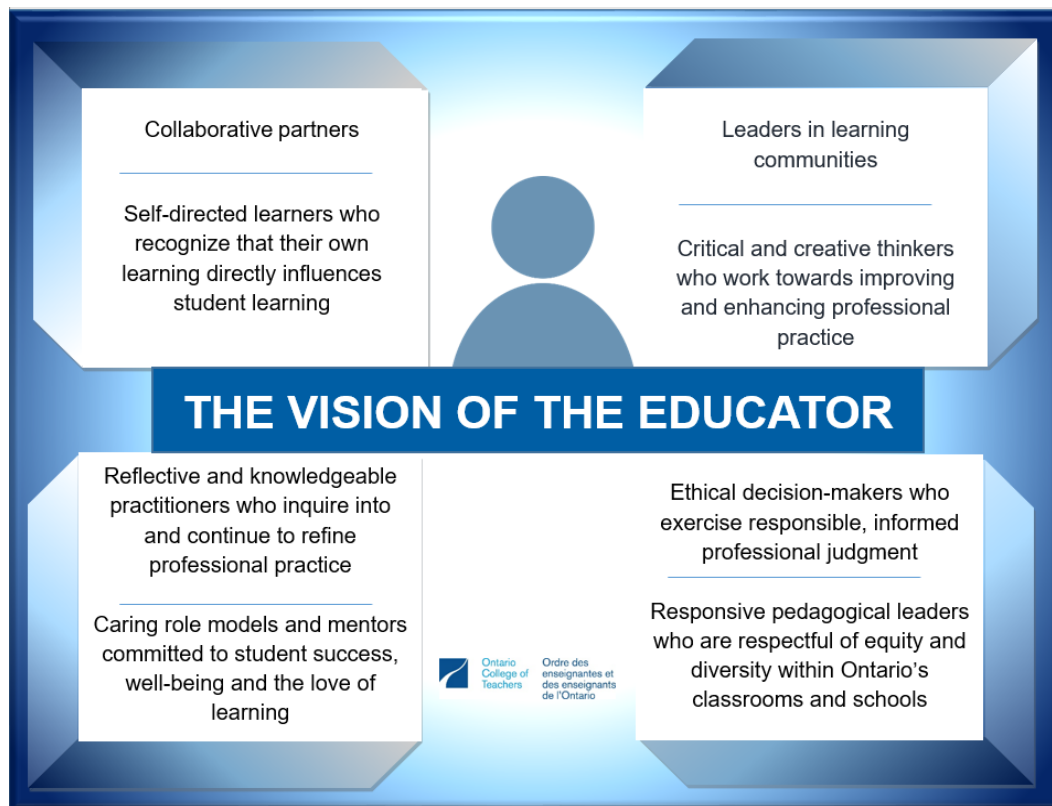 Collaborative partners
Self-directed learners who
recognize that their own
learning directly influences
student learning
Leaders in learning
communities
Critical and creative thinkers
who work towards improving
and enhancing professional
practice
THE VISION OF THE EDUCATOR
Reflective and knowledgeable
practitioners who inquire into
and continue to refine
professional practice
Caring role models and mentors
committed to student success,
well-being and the love of
learning
Ontario
College of
Teachers
Ordre des
enseignantes et
des enseignants
de l'Ontario
Ethical decision-makers who
exercise responsible, informed
professional judgment
Responsive pedagogical leaders
who are respectful of equity and
diversity within Ontario's
classrooms and schools